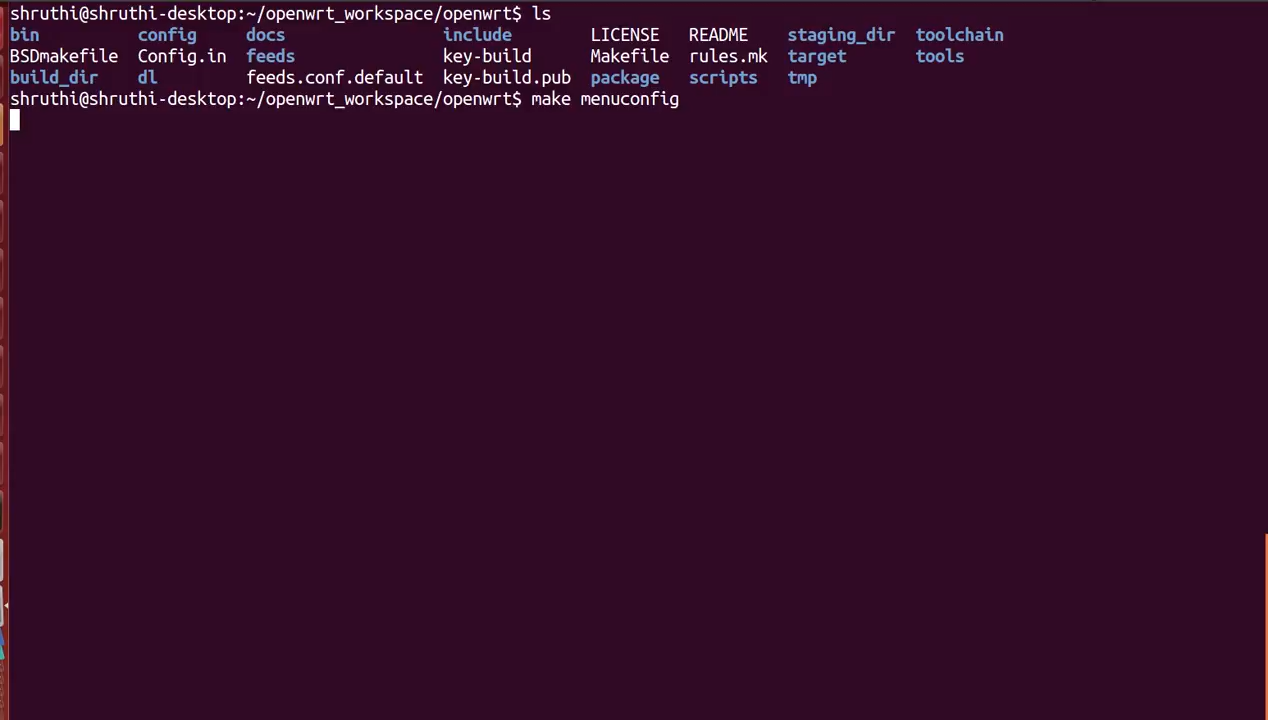 shruthi@shruthi-desktop:~/openwrt_workspace/openwrt$ ls
bin config docs include LICENSE README staging_dir toolchain
BSDmakefile Config.in feeds key-build Makefile rules.mk target tools
build_dir dl feeds.conf.default key-build.pub package scripts tmp
shruthi@shruthi-desktop:~/openwrt_workspace/openwrt$ make menuconfig